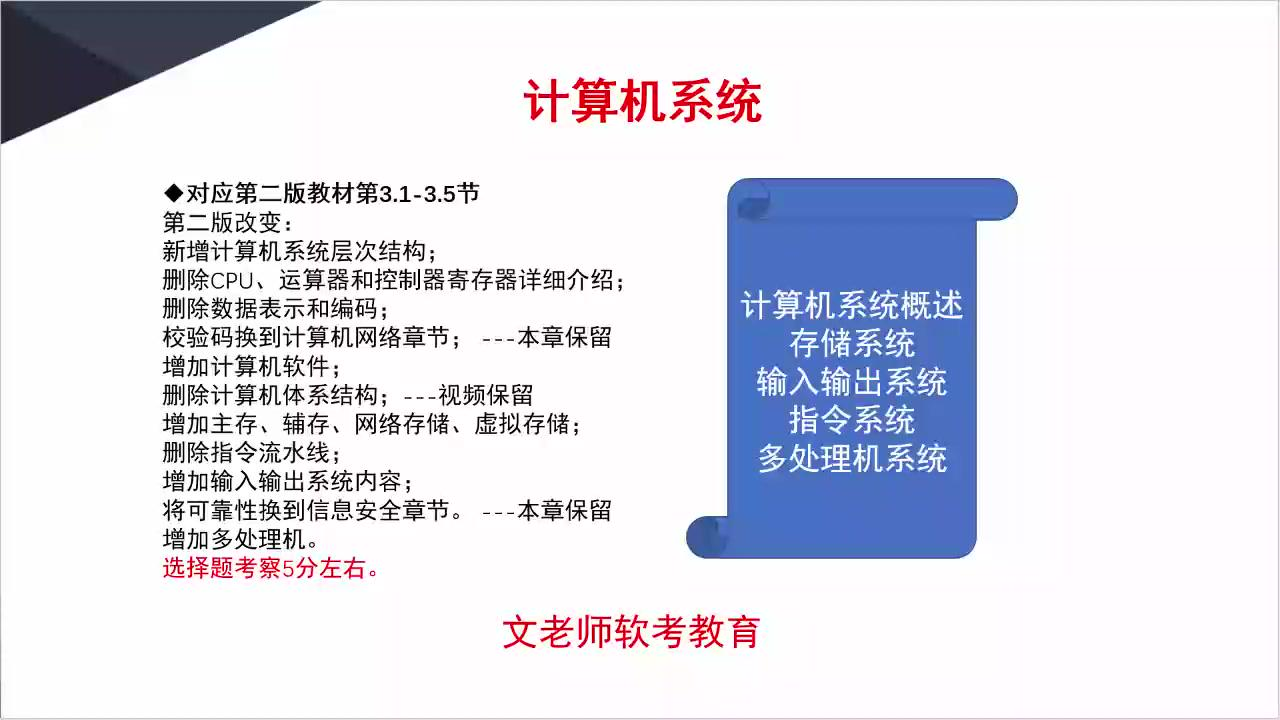 计算机系统
◆对应第二版教材第3.1-3.5节
第二版改变：
新增计算机系统层次结构；
删除CPU、运算器和控制器寄存器详细介绍；
删除数据表示和编码；
校验码换到计算机网络章节； ---本章保留
增加计算机软件；
删除计算机体系结构；---视频保留
增加主存、辅存、网络存储、虚拟存储；
删除指令流水线；
增加输入输出系统内容；
将可靠性换到信息安全章节。 ---本章保留
增加多处理机。
选择题考察5分左右。
计算机系统概述
存储系统
输入输出系统
指令系统
多处理机系统
文老师软考教育